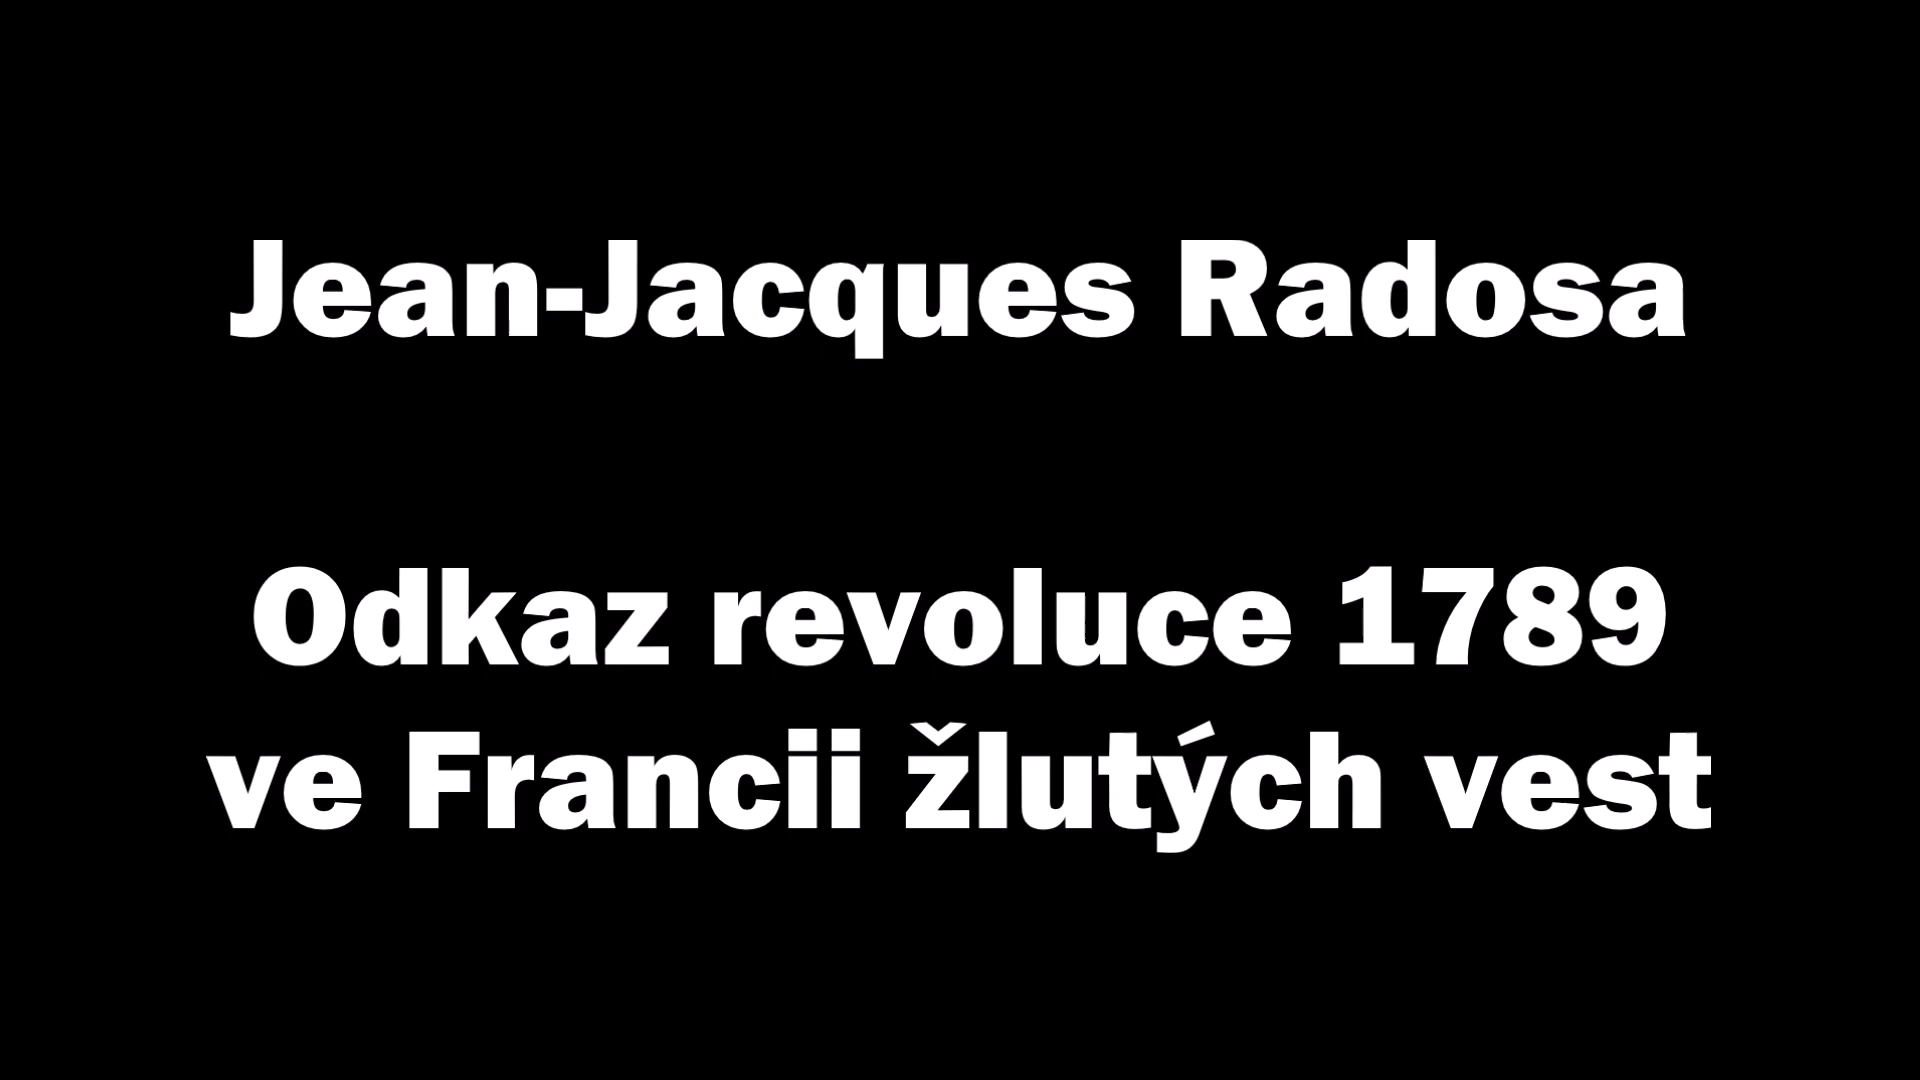 Jean-Jacques Radosa
Odkaz revoluce 1789
ve Francii žlutých vest